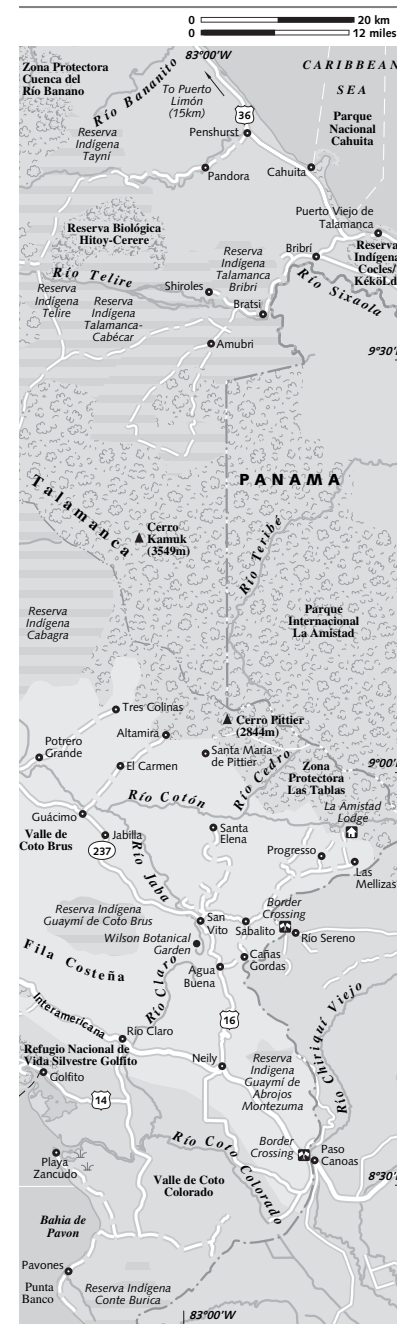 0 20 km
0 12 miles
83°00'W
CARIBBEAN
SEA
Zona Protectora
Cuenca del
Río Banano
Río Bananito
To Puerto
Limón
(15km)
36
Parque
Nacional
Cahuita
Reserva
Indígena
Tayní
Penshurst
Pandora
Cahuita
Puerto Viejo de
Talamanca
Reserva Biológica
Hitoy-Cerere
Reserva
Indígena
Talamanca
Bribri
Bribri
Reserva
Indígena
Cocles/
KéköLdi
Río Telire
Shiroles
Río Sixaola
Reserva
Indígena
Telire
Reserva
Indígena
Talamanca-
Cabécar
Bratsi
Amubri
9°30'
PANAMA
Talamanca
Cerro
Kamuk
(3549m)
Río Teribé
Reserva
Indígena
Cabagra
Parque
Internacional
La Amistad
Tres Colinas
Cerro Pittier
(2844m)
Altamira
Potrero
Grande
Santa María
de Pittier
El Carmen
Río Cedro
9°00'
Zona
Protectora
Las Tablas
Río Cotón
La Amistad
Lodge
Guácimo
Valle de
Coto Brus
Jabilla
Santa
Elena
237
Río Jaba
Progresso
Las
Mellizas
Reserva Indígena
Guaymí de Coto Brus
San
Vito
Border
Crossing
Sabalito
Río Sereno
Wilson Botanical
Garden
Fila Costeña
Cañas
Gordas
Agua
Buena
Río Claro
Interamericana
16
Río Chiriquí Viejo
Río Claro
Refugio Nacional de
Vida Silvestre Golfito
Golfito
Neily
Reserva
Indígena
Guaymí de
Abrojos
Montezuma
14
Río Coto Colorado
Border
Crossing
Paso
Canoas
Playa
Zancudo
Valle de Coto
Colorado
8°30'
Bahia de
Pavon
Pavones
Punta
Banco
Reserva Indígena
Conte Burica
83°00'W